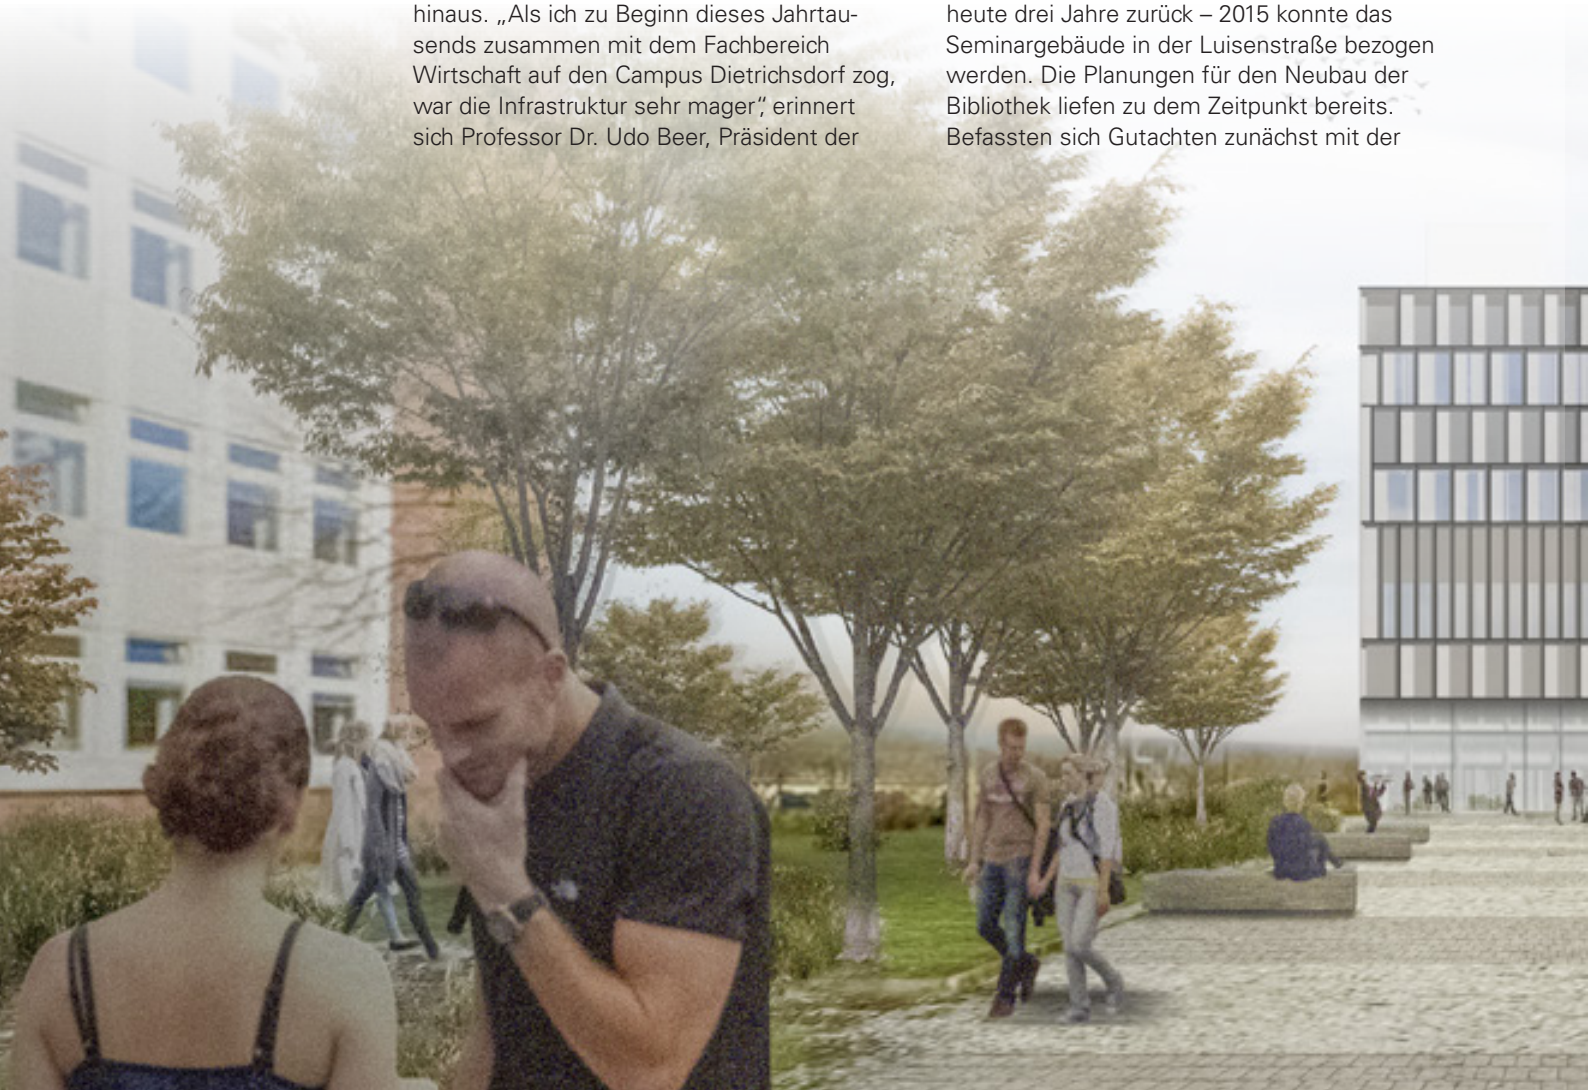 hinaus. „Als ich zu Beginn dieses Jahrtau-
sends zusammen mit dem Fachbereich
Wirtschaft auf den Campus Dietrichsdorf zog,
war die Infrastruktur sehr mager“, erinnert
sich Professor Dr. Udo Beer, Präsident der
heute drei Jahre zurück – 2015 konnte das
Seminargebäude in der Luisenstraße bezogen
werden. Die Planungen für den Neubau der
Bibliothek liefen zu dem Zeitpunkt bereits.
Befassten sich Gutachten zunächst mit der